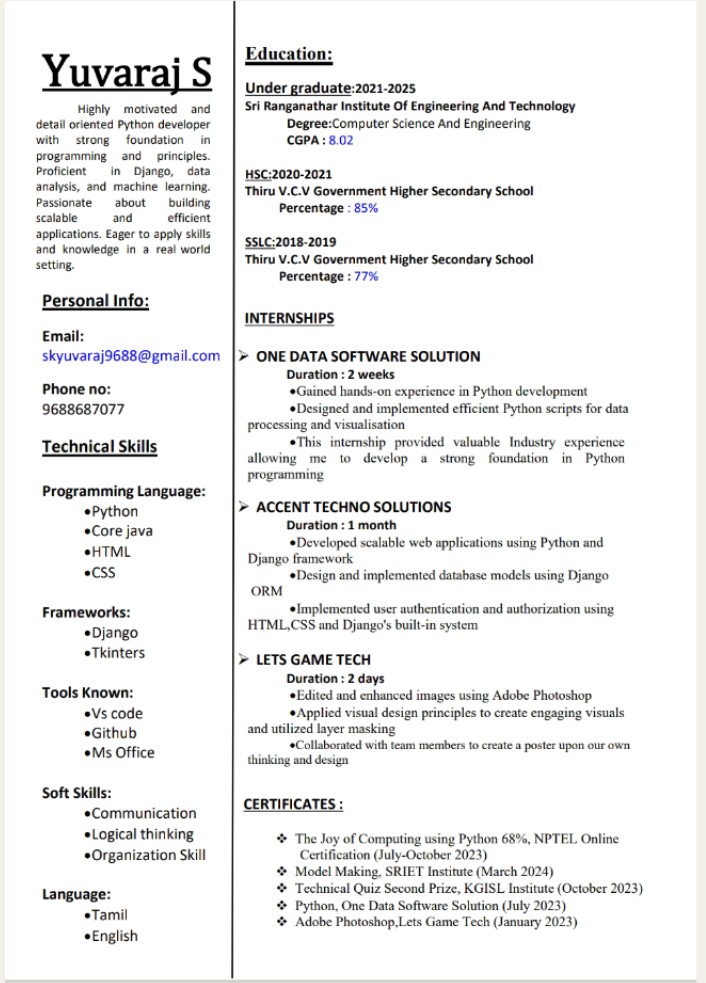 Yuvaraj S
Highly motivated and
detail oriented Python developer
with strong foundation in
programming and principles.
Proficient in Django, data
analysis, and machine learning.
Passionate about building
scalable and efficient
applications. Eager to apply skills
and knowledge in a real world
setting.
Personal Info:
Email:
skyuvaraj9688@gmail.com
Phone no:
9688687077
Technical Skills
Programming Language:
•Python
•Core java
•HTML
•CSS
Frameworks:
•Django
•Tkinters
Tools Known:
•Vs code
•Github
•Ms Office
Soft Skills:
•Communication
•Logical thinking
•Organization Skill
Language:
•Tamil
•English
Education:
Under graduate:2021-2025
Sri Ranganathar Institute Of Engineering And Technology
Degree:Computer Science And Engineering
CGPA : 8.02
HSC:2020-2021
Thiru V.C.V Government Higher Secondary School
Percentage : 85%
SSLC:2018-2019
Thiru V.C.V Government Higher Secondary School
Percentage : 77%
INTERNSHIPS
➢ ONE DATA SOFTWARE SOLUTION
Duration : 2 weeks
•Gained hands-on experience in Python development
•Designed and implemented efficient Python scripts for data
processing and visualisation
•This internship provided valuable Industry experience
allowing me to develop a strong foundation in Python
programming
➢ ACCENT TECHNO SOLUTIONS
Duration : 1 month
•Developed scalable web applications using Python and
Django framework
•Design and implemented database models using Django
ORM
•Implemented user authentication and authorization using
HTML,CSS and Django's built-in system
➢ LETS GAME TECH
Duration : 2 days
•Edited and enhanced images using Adobe Photoshop
•Applied visual design principles to create engaging visuals
and utilized layer masking
•Collaborated with team members to create a poster upon our own
thinking and design
CERTIFICATES :
❖ The Joy of Computing using Python 68%, NPTEL Online
Certification (July-October 2023)
❖ Model Making, SRIET Institute (March 2024)
❖ Technical Quiz Second Prize, KGISL Institute (October 2023)
❖ Python, One Data Software Solution (July 2023)
❖ Adobe Photoshop,Lets Game Tech (January 2023)